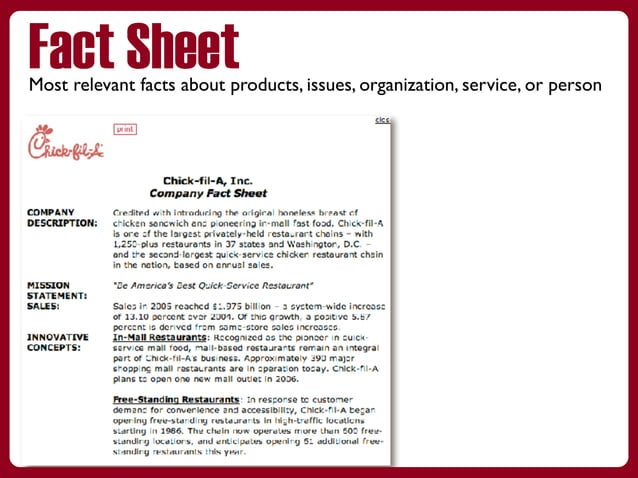 Fact Sheet
Most relevant facts about products, issues, organization, service, or person
close
print
Chick-fil-A
Chick-fil-A, Inc.
Company Fact Sheet
COMPANY DESCRIPTION:
Credited with introducing the original boneless breast of
chicken sandwich and pioneering in-mall fast food, Chick-fil-A
is one of the largest privately-held restaurant chains – with
1,250-plus restaurants in 37 states and Washington, D.C. –
and the second-largest quick-service chicken restaurant chain
in the nation, based on annual sales.
MISSION STATEMENT:
"Be America's Best Quick-Service Restaurant"
SALES:
Sales in 2005 reached $1.975 billion – a system-wide increase
of 13.10 percent over 2004. Of this growth, a positive 5.87
percent is derived from same-store sales increases.
INNOVATIVE CONCEPTS:
In-Mall Restaurants: Recognized as the pioneer in quick-
service mall food, mall-based restaurants remain an integral
part of Chick-fil-A's business. Approximately 390 major
shopping mall restaurants are in operation today. Chick-fil-A
plans to open one new mall outlet in 2006.
Free-Standing Restaurants: In response to customer
demand for convenience and accessibility, Chick-fil-A began
opening free-standing restaurants in high-traffic locations
starting in 1986. The chain now operates more than 600 free-
standing locations, and anticipates opening 61 additional free-
standing restaurants this year.